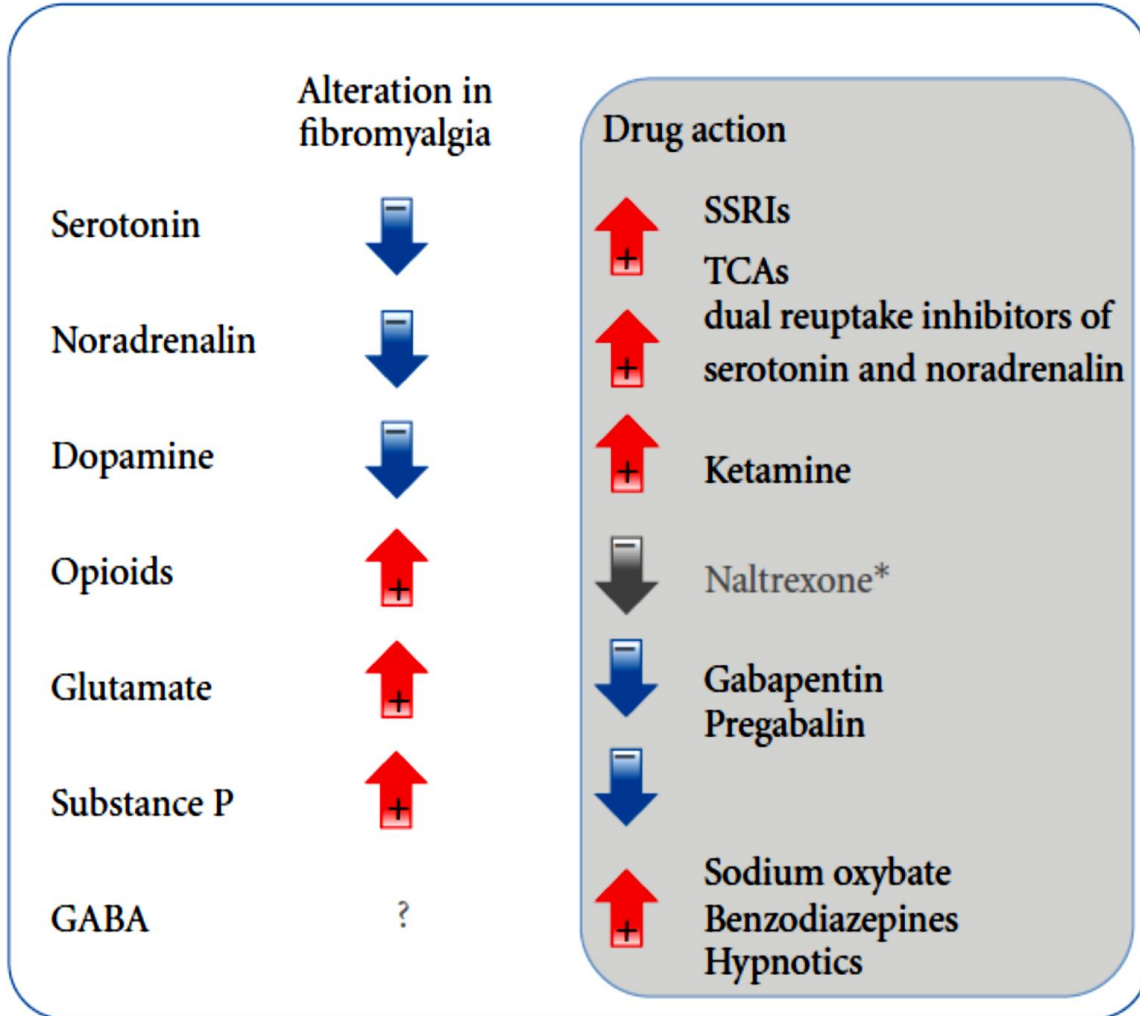 Alteration in
fibromyalgia
Drug action
Serotonin
SSRIs
TCAs
Noradrenalin
dual reuptake inhibitors of
serotonin and noradrenalin
Dopamine
Ketamine
Opioids
Naltrexone*
Glutamate
Gabapentin
Pregabalin
Substance P
GABA
?
Sodium oxybate
Benzodiazepines
Hypnotics